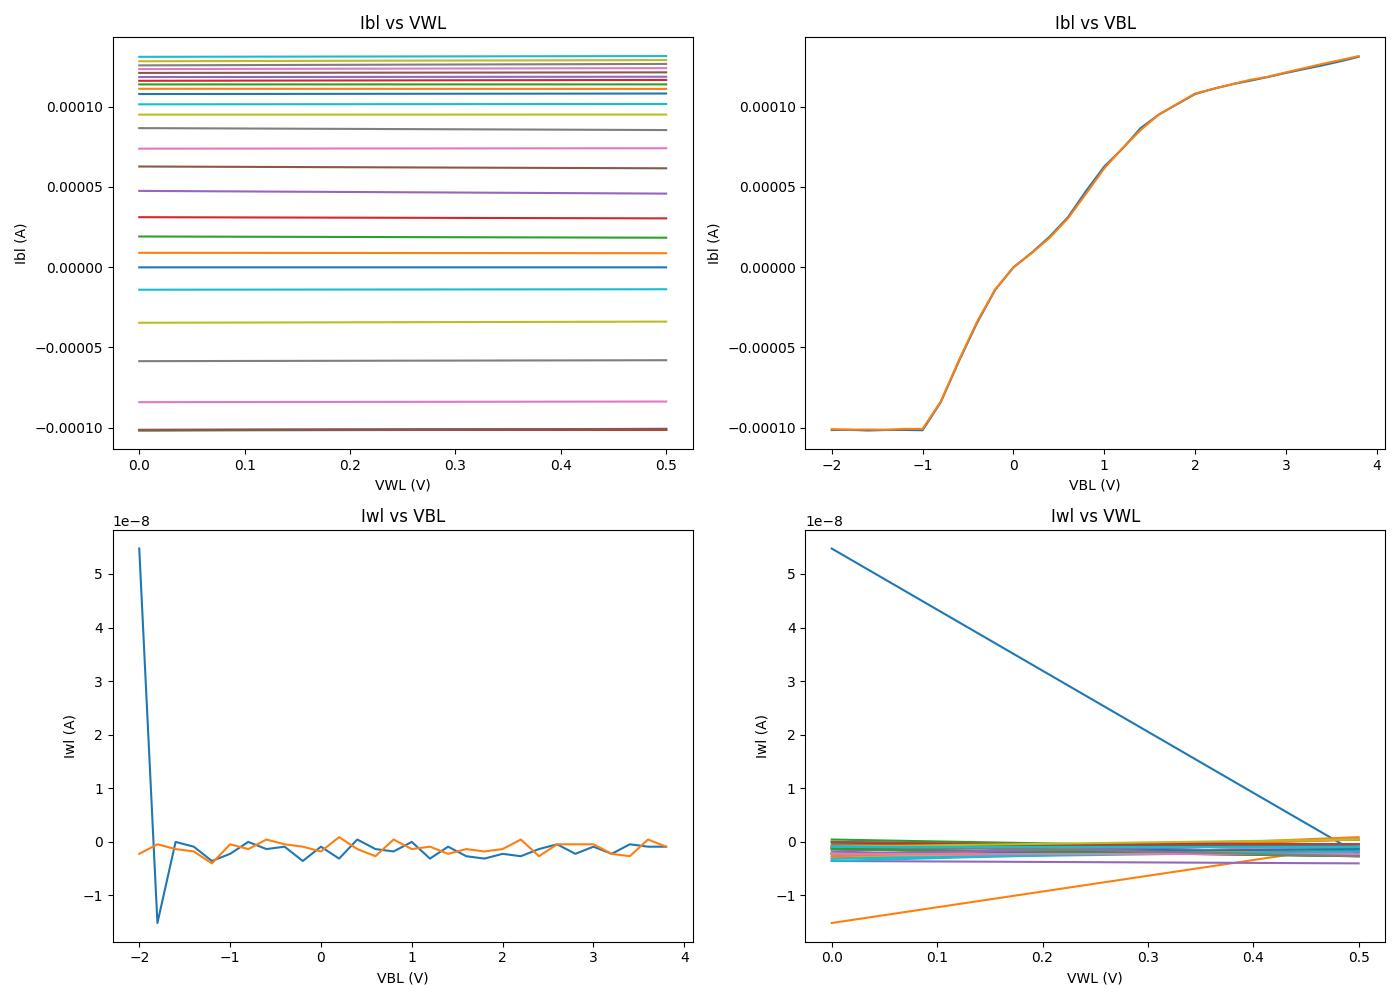 Ibl vs VWL
Ibl (A)
0.00010
0.00005
0.00000
−0.00005
−0.00010
0.0 0.1 0.2 0.3 0.4 0.5
VWL (V)
Ibl vs VBL
Ibl (A)
0.00010
0.00005
0.00000
−0.00005
−0.00010
−2 −1 0 1 2 3 4
VBL (V)
Iwl vs VBL
1e−8
Iwl (A)
5
4
3
2
1
0
−1
−2 −1 0 1 2 3 4
VBL (V)
Iwl vs VWL
1e−8
Iwl (A)
5
4
3
2
1
0
−1
0.0 0.1 0.2 0.3 0.4 0.5
VWL (V)